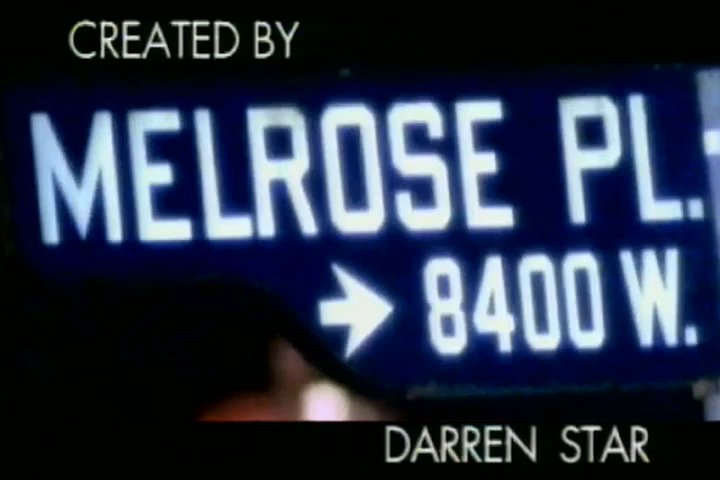 CREATED BY
MELROSE PL.
→ 8400 W.
DARREN STAR